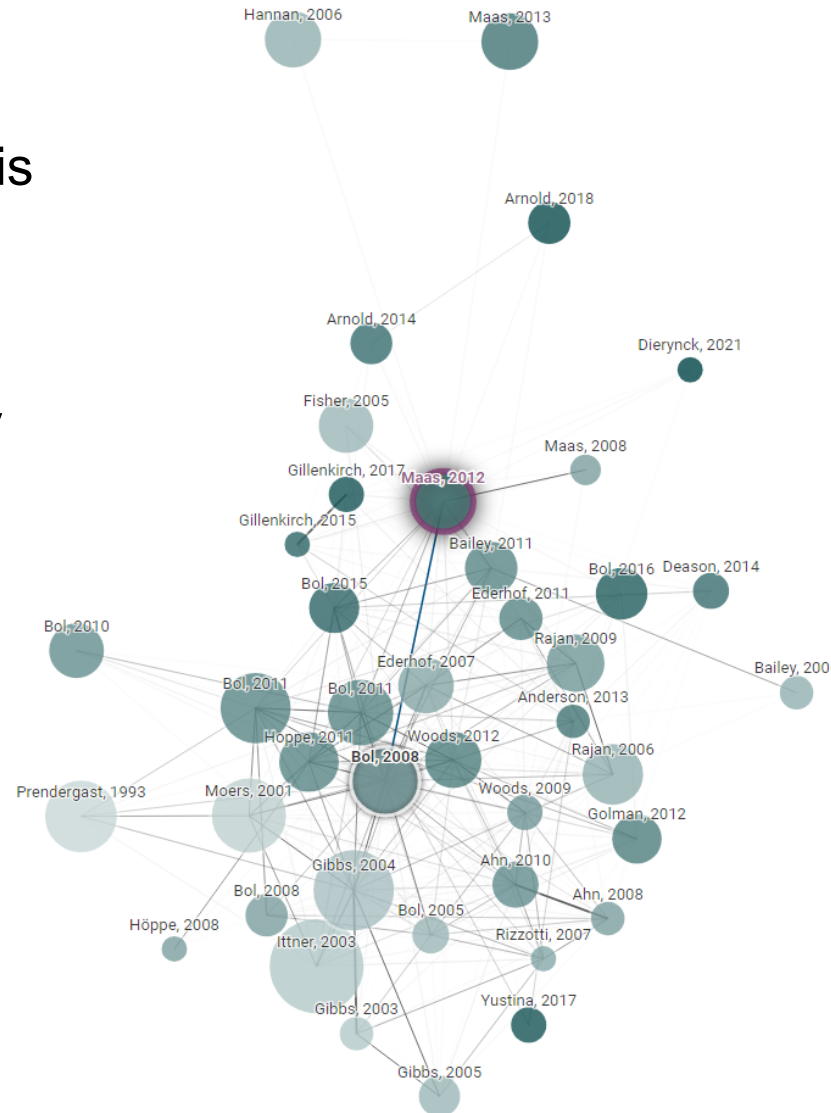 Hannan, 2006
Maas, 2013
is
Arnold, 2018
Arnold, 2014
Dierynck, 2021
Fisher, 2005
Maas, 2008
Gillenkirch, 2017
Maas, 2012
Gillenkirch, 2015
Bailey, 2011
Bol, 2016
Deason, 2014
Bol, 2015
Ederhof, 2011
Bol, 2010
Rajan, 2009
Ederhof, 2007
Bailey, 200
Bol, 2011
Bol, 2011
Anderson, 2013
Hoppe, 2011
Woods, 2012
Rajan, 2006
Bol, 2008
Prendergast, 1993
Moers, 2001
Woods, 2009
Golman, 2012
Gibbs, 2004
Ahn, 2010
Bol, 2008
Ahn, 2008
Bol, 2005
Höppe, 2008
Rizzotti, 2007
Ittner, 2003
Yustina, 2017
Gibbs, 2003
Gibbs, 2005